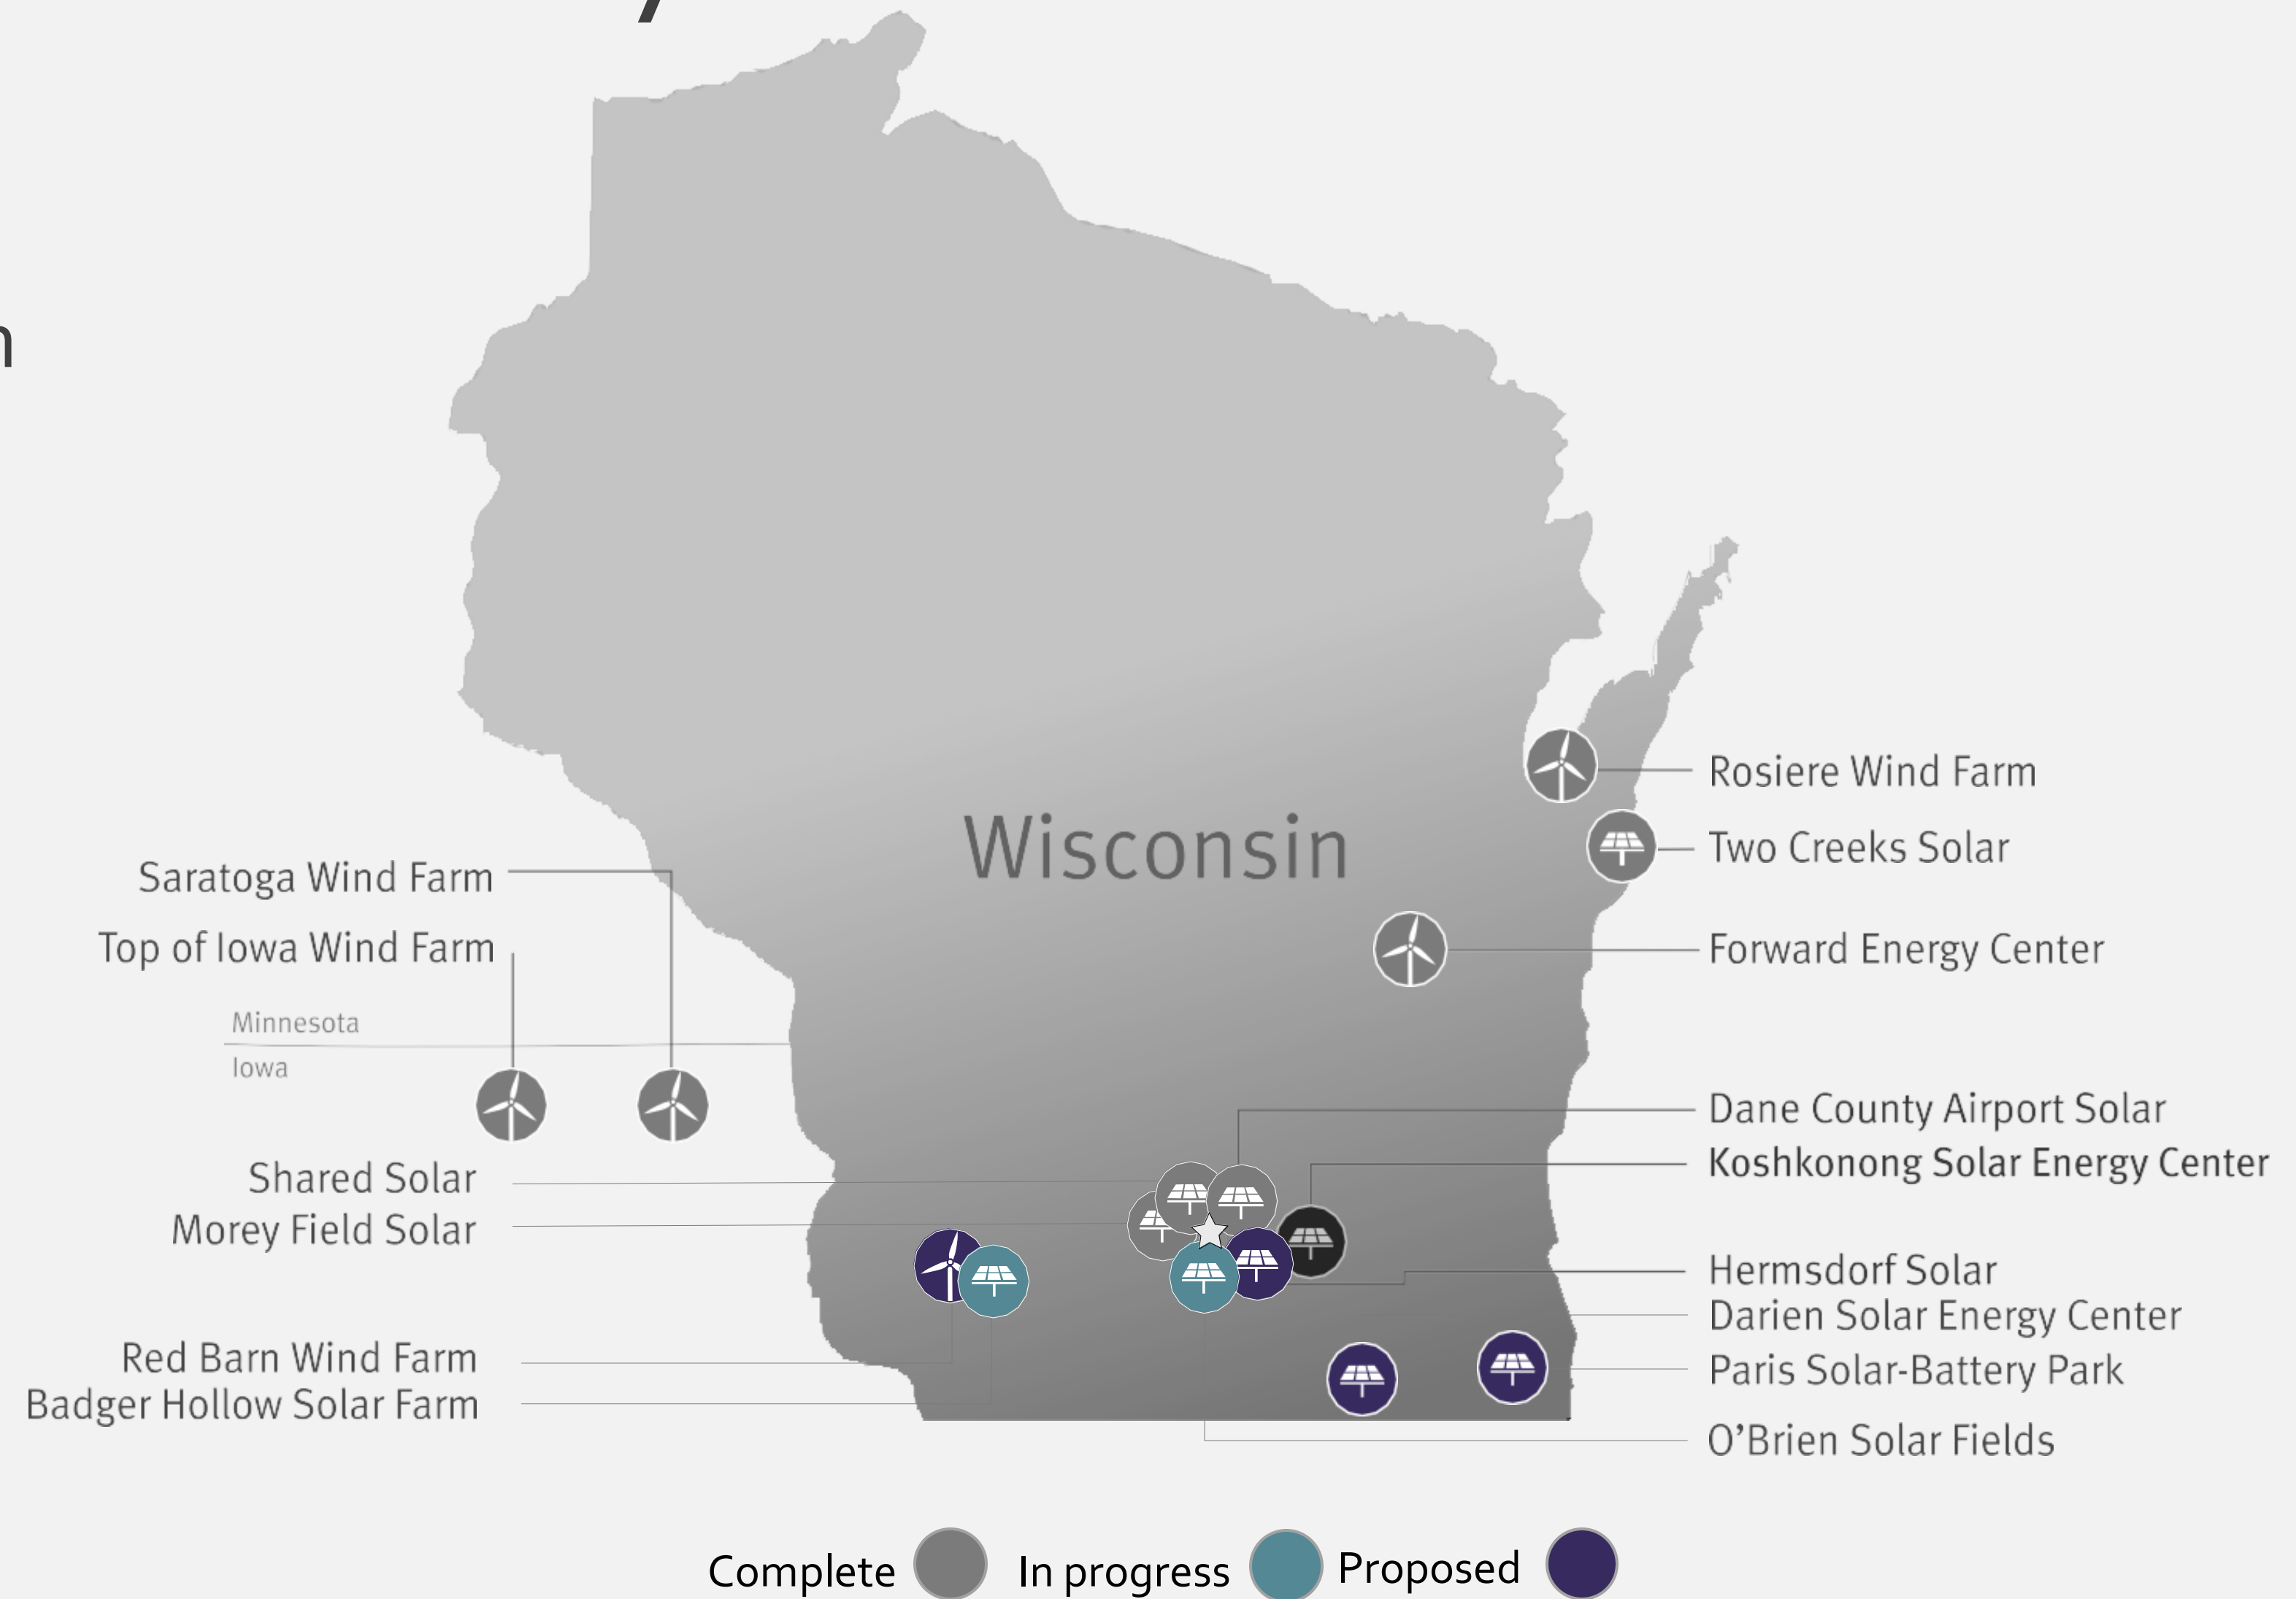 Wisconsin
Saratoga Wind Farm
Top of Iowa Wind Farm
Minnesota
Iowa
Shared Solar
Morey Field Solar
Red Barn Wind Farm
Badger Hollow Solar Farm
Rosiere Wind Farm
Two Creeks Solar
Forward Energy Center
Dane County Airport Solar
Koshkonong Solar Energy Center
Hermsdorf Solar
Darien Solar Energy Center
Paris Solar-Battery Park
O'Brien Solar Fields
Complete In progress Proposed